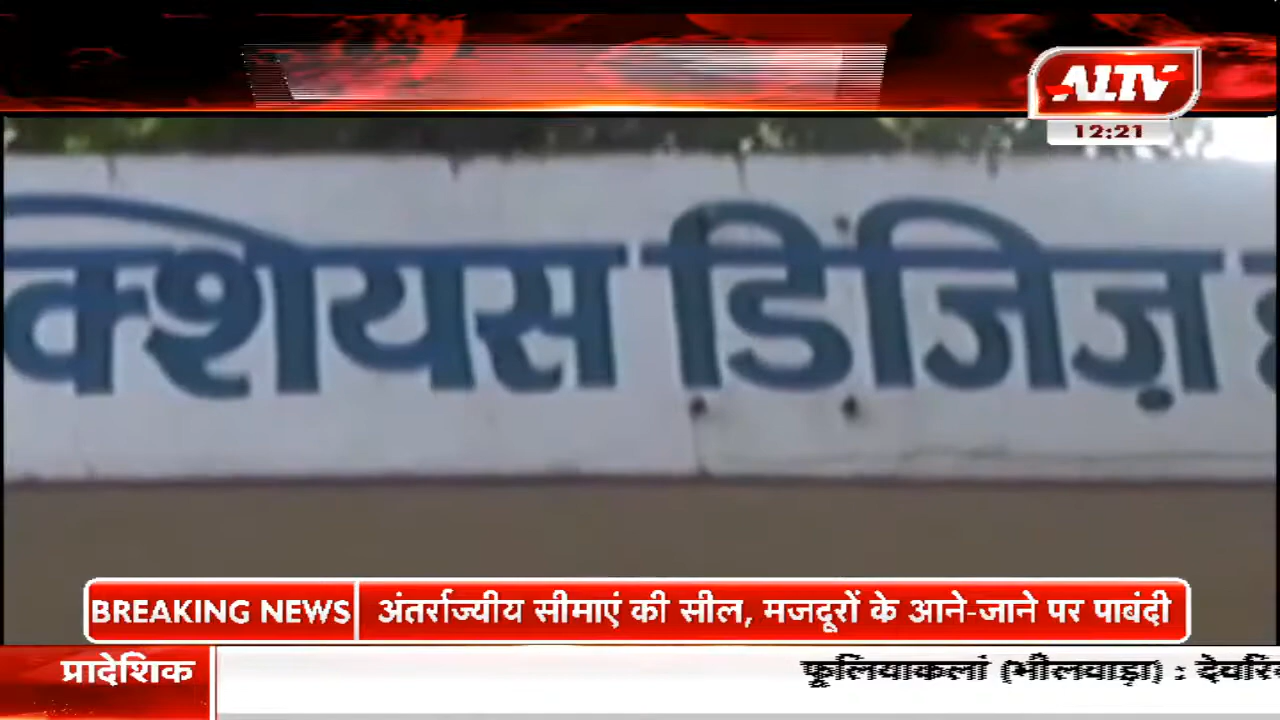 ALTV
12:21
क्शियस डिजिज़
BREAKING NEWS अंतर्राज्यीय सीमाएं की सील, मजदूरों के आने-जाने पर पाबंदी
प्रादेशिक फूलियाकलां (भीलवाड़ा) :